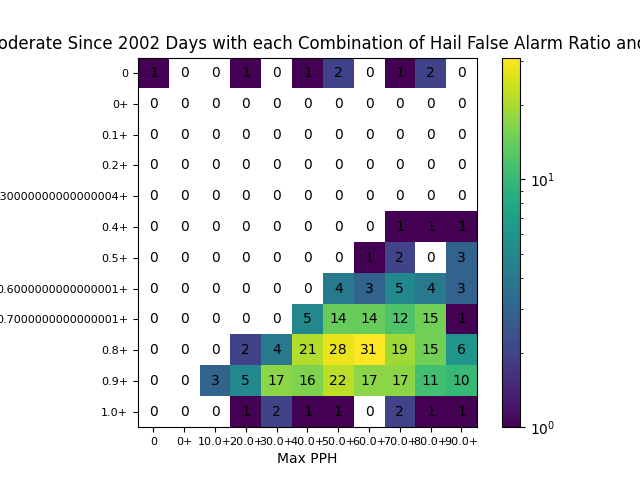 oderate Since 2002 Days with each Combination of Hail False Alarm Ratio an
0 1 0 0 1 0 1 2 0 1 2 0
0+ 0 0 0 0 0 0 0 0 0 0 0
0.1+ 0 0 0 0 0 0 0 0 0 0 0
0.2+ 0 0 0 0 0 0 0 0 0 0 0
30000000000000004+ 0 0 0 0 0 0 0 0 0 0 0
0.4+ 0 0 0 0 0 0 0 0 1 1 1
0.5+ 0 0 0 0 0 0 0 1 2 0 3
0.6000000000000001+ 0 0 0 0 0 0 4 3 5 4 3
0.7000000000000001+ 0 0 0 0 0 5 14 14 12 15 1
0.8+ 0 0 0 2 4 21 28 31 19 15 6
0.9+ 0 0 3 5 17 16 22 17 17 11 10
1.0+ 0 0 0 1 2 1 1 0 2 1 1
0 0+ 10.0+ 20.0+ 30.0+ 40.0+ 50.0+ 60.0+ 70.0+ 80.0+ 90.0+
Max PPH
10¹
10⁰